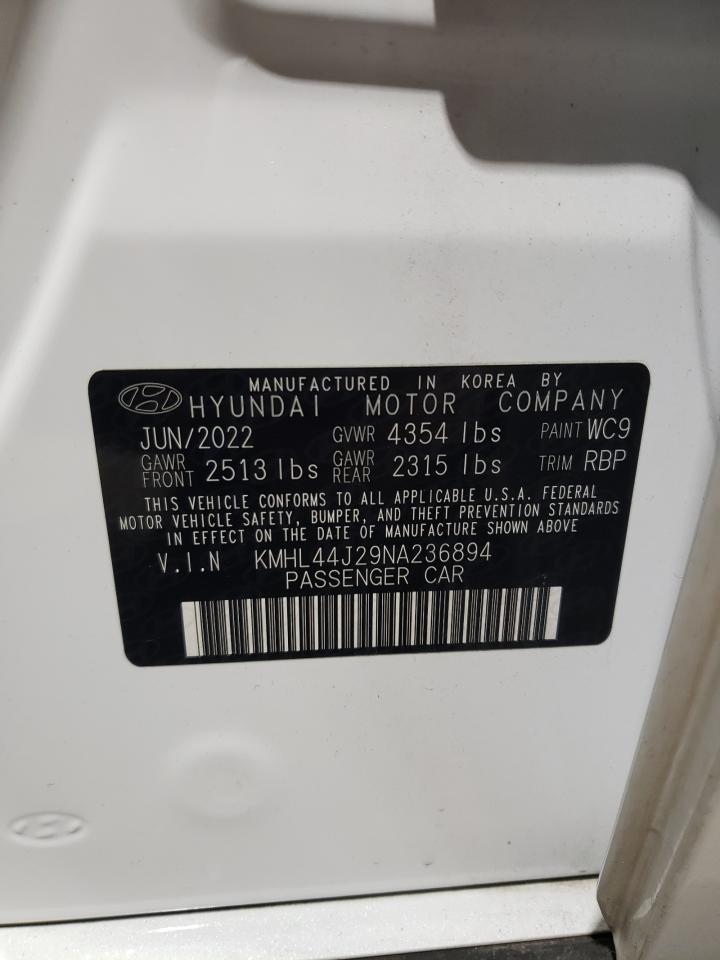 MANUFACTURED IN KOREA BY
HYUNDAI MOTOR COMPANY
JUN/2022 GVWR 4354 lbs PAINT WC9
GAWR FRONT 2513 lbs GAWR REAR 2315 lbs TRIM RBP
THIS VEHICLE CONFORMS TO ALL APPLICABLE U.S.A. FEDERAL
MOTOR VEHICLE SAFETY, BUMPER, AND THEFT PREVENTION STANDARDS
IN EFFECT ON THE DATE OF MANUFACTURE SHOWN ABOVE
V.I.N KMHL44J29NA236894
PASSENGER CAR